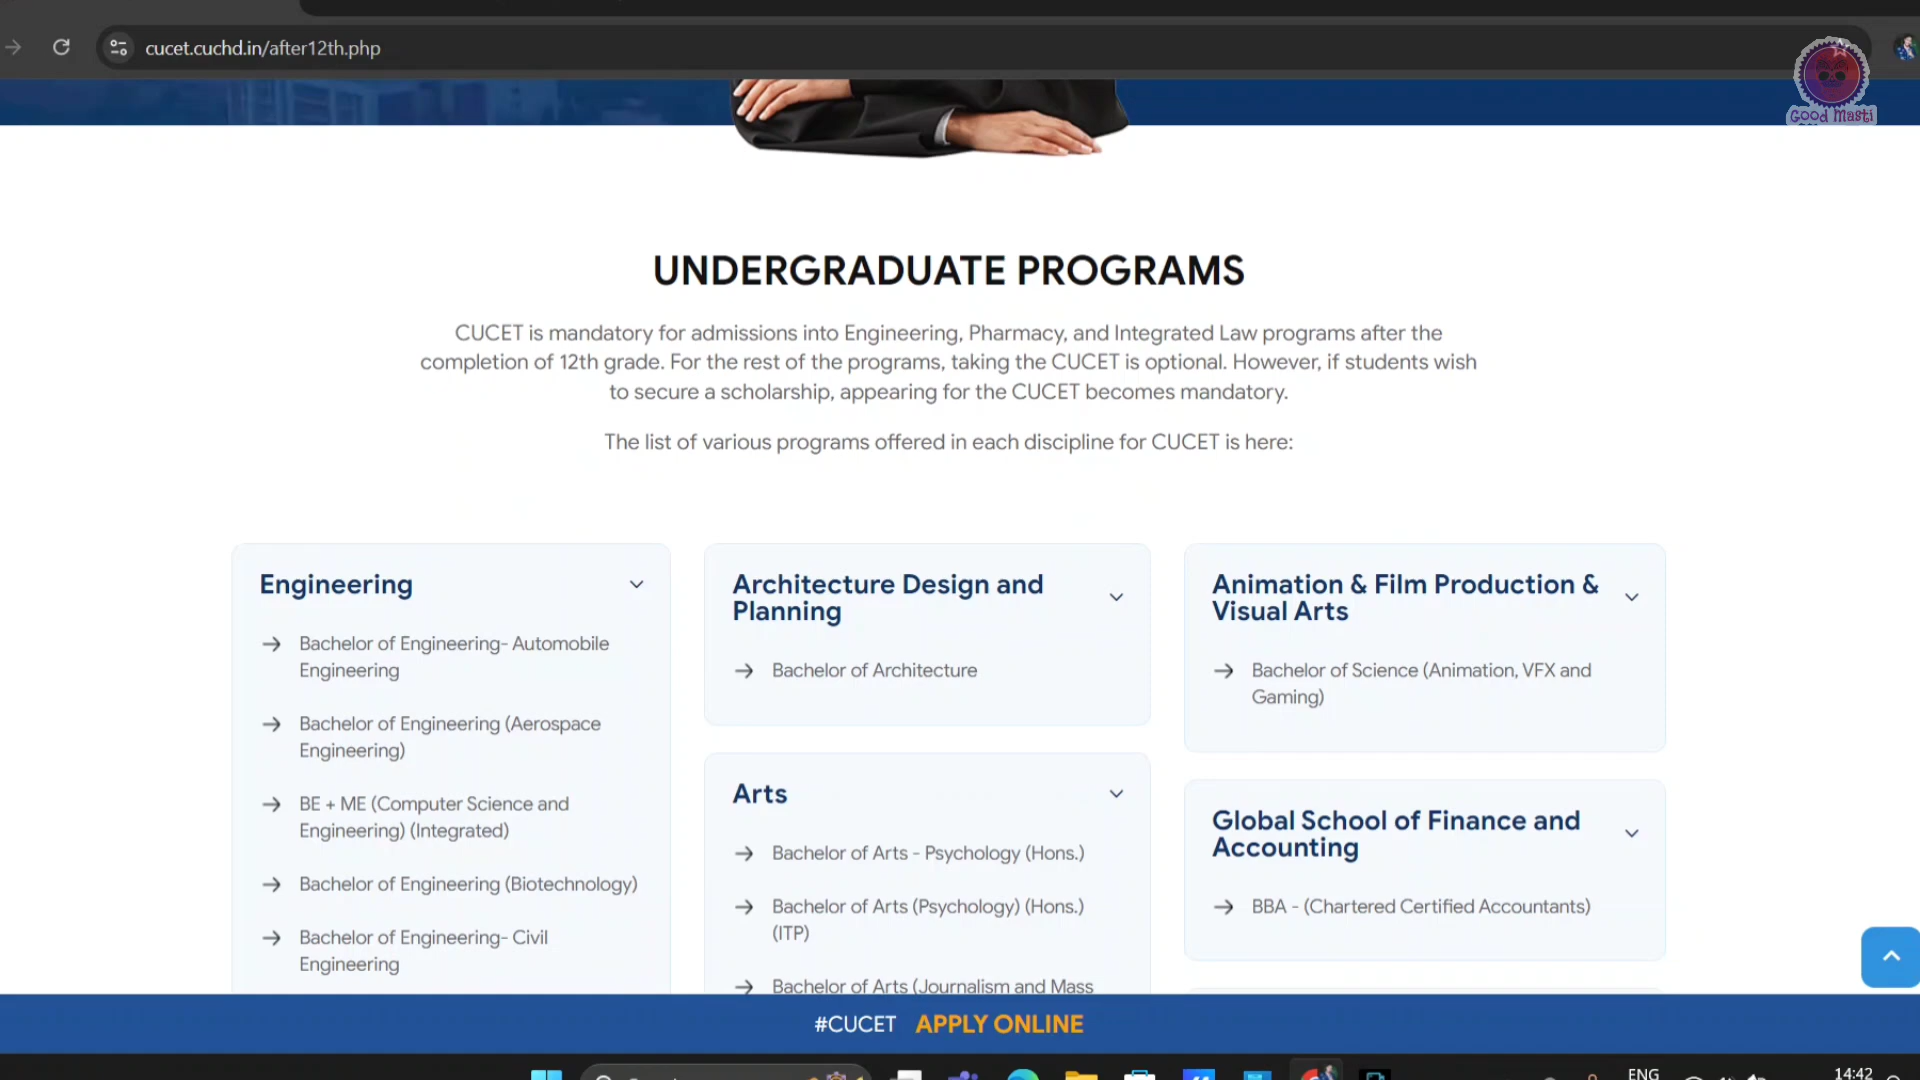 cucet.cuchd.in/after12th.php
Good Masti
UNDERGRADUATE PROGRAMS
CUCET is mandatory for admissions into Engineering, Pharmacy, and Integrated Law programs after the
completion of 12th grade. For the rest of the programs, taking the CUCET is optional. However, if students wish
to secure a scholarship, appearing for the CUCET becomes mandatory.
The list of various programs offered in each discipline for CUCET is here:
Engineering
Bachelor of Engineering- Automobile
Engineering
Bachelor of Engineering (Aerospace
Engineering)
BE + ME (Computer Science and
Engineering) (Integrated)
Bachelor of Engineering (Biotechnology)
Bachelor of Engineering- Civil
Engineering
Architecture Design and
Planning
Bachelor of Architecture
Arts
Bachelor of Arts - Psychology (Hons.)
Bachelor of Arts (Psychology) (Hons.)
(ITP)
Bachelor of Arts (Journalism and Mass
Animation & Film Production &
Visual Arts
Bachelor of Science (Animation, VFX and
Gaming)
Global School of Finance and
Accounting
BBA - (Chartered Certified Accountants)
#CUCET APPLY ONLINE
ENG
14:42